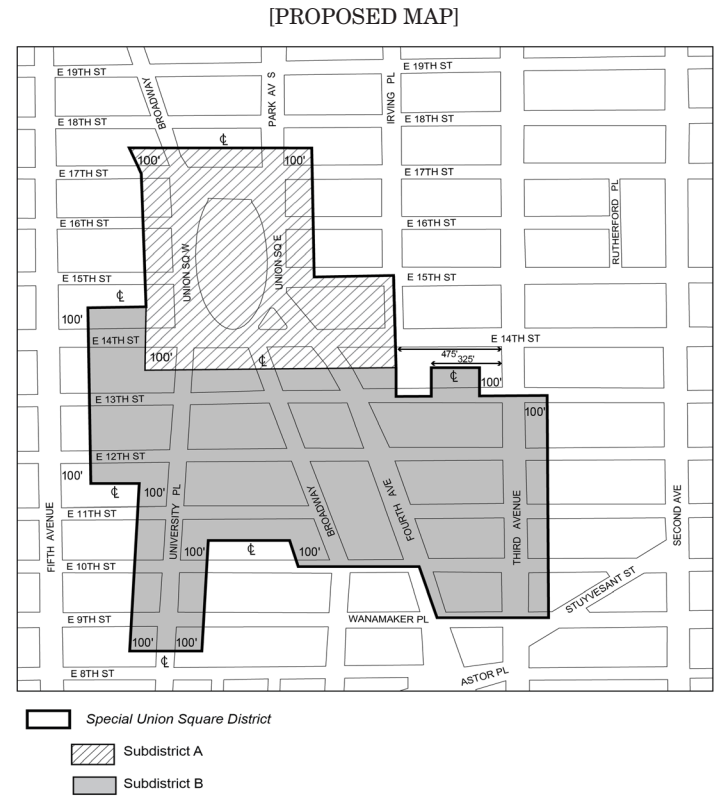 [PROPOSED MAP]
E 19TH ST
E 19TH ST
BROADWAY
PARK AV S
IRVING PL
E 18TH ST
E 18TH ST
℄
100'
100'
E 17TH ST
E 17TH ST
RUTHERFORD PL
E 16TH ST
E 16TH ST
UNION SQ W
UNION SQ E
E 15TH ST
E 15TH ST
℄
100'
E 14TH ST
E 14TH ST
100'
℄
475'
325'
℄
100'
E 13TH ST
100'
E 12TH ST
100'
℄
100'
UNIVERSITY PL
BROADWAY
FOURTH AVE
THIRD AVENUE
SECOND AVE
FIFTH AVENUE
E 11TH ST
100'
℄
100'
E 10TH ST
STUYVESANT ST
E 9TH ST
WANAMAKER PL
100'
100'
℄
E 8TH ST
ASTOR PL
Special Union Square District
Subdistrict A
Subdistrict B